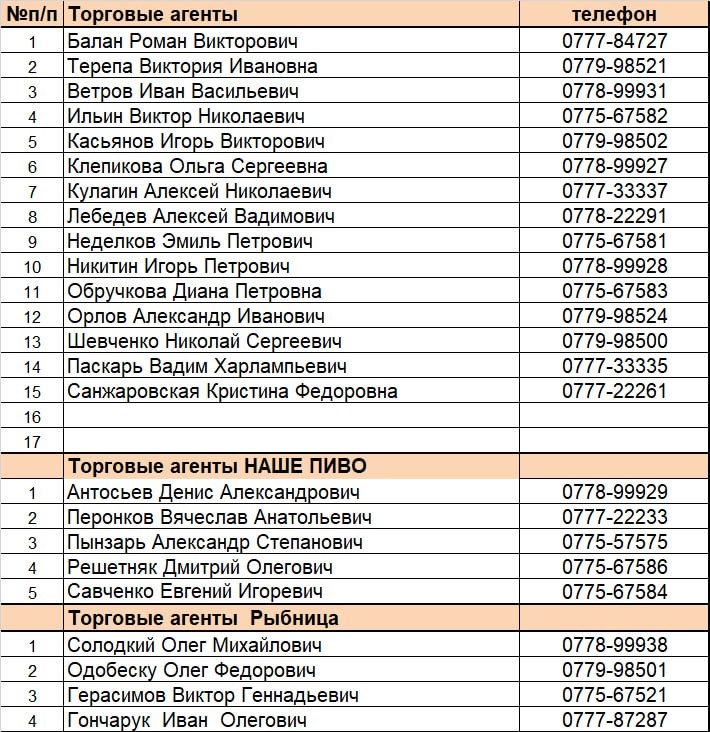 №п/п Торговые агенты телефон
1 Балан Роман Викторович 0777-84727
2 Терепа Виктория Ивановна 0779-98521
3 Ветров Иван Васильевич 0778-99931
4 Ильин Виктор Николаевич 0775-67582
5 Касьянов Игорь Викторович 0779-98502
6 Клепикова Ольга Сергеевна 0778-99927
7 Кулагин Алексей Николаевич 0777-33337
8 Лебедев Алексей Вадимович 0778-22291
9 Неделков Эмиль Петрович 0775-67581
10 Никитин Игорь Петрович 0778-99928
11 Обручкова Диана Петровна 0775-67583
12 Орлов Александр Иванович 0779-98524
13 Шевченко Николай Сергеевич 0779-98500
14 Паскарь Вадим Харлампьевич 0777-33335
15 Санжаровская Кристина Федоровна 0777-22261
16
17
Торговые агенты НАШЕ ПИВО
1 Антосьев Денис Александрович 0778-99929
2 Перонков Вячеслав Анатольевич 0777-22233
3 Пынзарь Александр Степанович 0775-57575
4 Решетняк Дмитрий Олегович 0775-67586
5 Савченко Евгений Игоревич 0775-67584
Торговые агенты Рыбница
1 Солодкий Олег Михайлович 0778-99938
2 Одобеску Олег Федорович 0779-98501
3 Герасимов Виктор Геннадьевич 0775-67521
4 Гончарук Иван Олегович 0777-87287